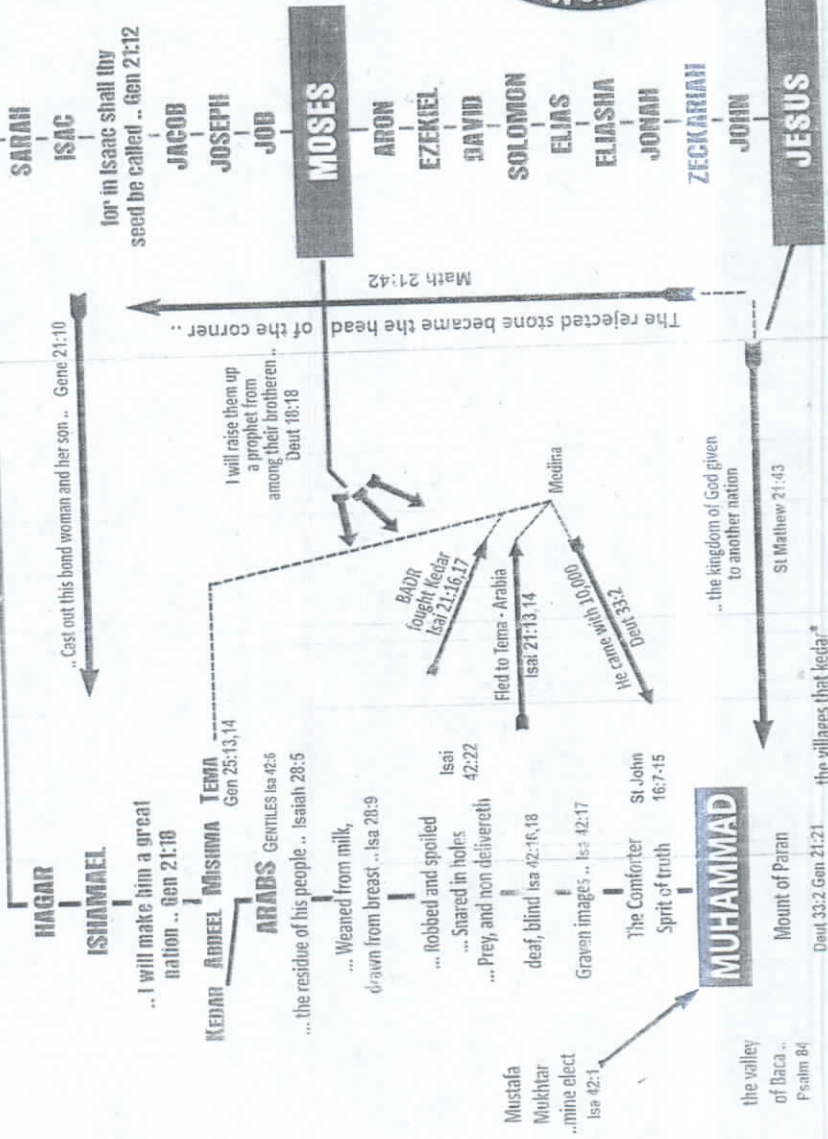 HAGAR
ISHAMAEL
.. I will make him a great
nation .. Gen 21:18
KEDAR ABDEEL MISHMA TEMA
Gen 25:13,14
ARABS GENTILES Isa 42:6
... the residue of his people .. Isaiah 28:5
... Weaned from milk,
drawn from breast .. Isa 28:9
... Robbed and spoiled
... Snared in holes
... Prey, and non delivereth
Isai
42:22
deaf, blind Isa 42:16,18
Graven images .. Isa 42:17
The Comforter
Sprit of truth
St John
16:7-15
Mustafa
Mukhtar
..mine elect
Isa 42:1
MUHAMMAD
the valley
of Baca ..
Psalm 84
Mount of Paran
Deut 33:2 Gen 21:21
the villages that kedar*
.. Cast out this bond woman and her son .. Gene 21:10
I will raise them up
a prophet from
among their brotheren ..
Deut 18:18
BADR
fought Kedar
Isai 21:16,17
Fled to Tema - Arabia
Isai 21:13,14
He came with 10,000
Deut 33:2
Medina
The rejected stone became the head of the corner ..
Math 21:42
.. the kingdom of God given
to another nation
St Mathew 21:43
SARAH
ISAC
for in Isaac shall thy
seed be called .. Gen 21:12
JACOB
JOSEPH
JOB
MOSES
ARON
EZEKIEL
DAVID
SOLOMON
ELIAS
ELIASHA
JONAH
ZECKARIAH
JOHN
JESUS